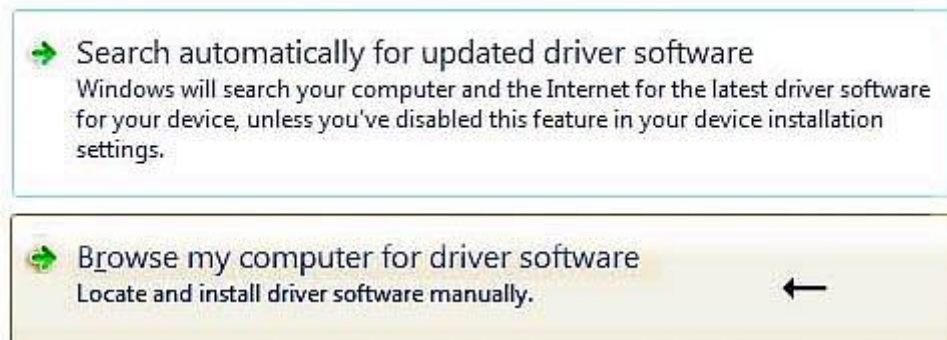 Search automatically for updated driver software
Windows will search your computer and the Internet for the latest driver software
for your device, unless you've disabled this feature in your device installation
settings.
Browse my computer for driver software
Locate and install driver software manually.